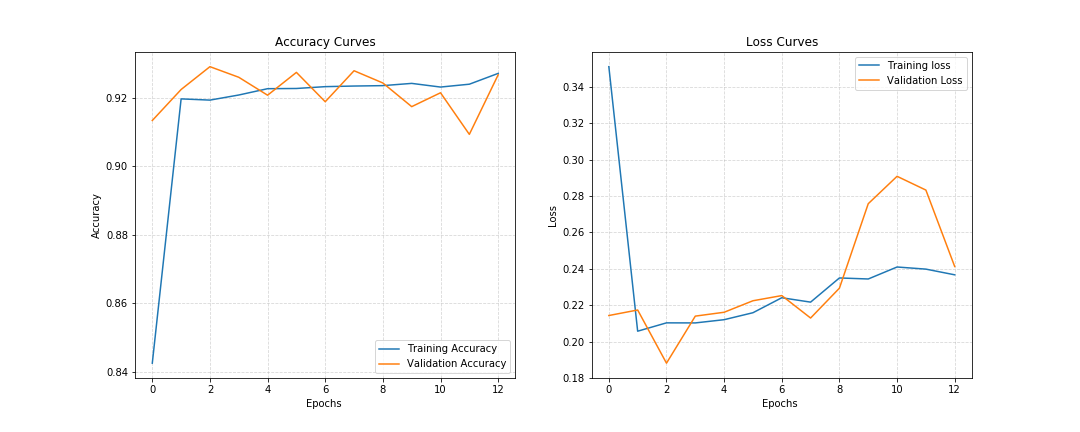 Accuracy Curves
Accuracy
0.92
0.90
0.88
0.86
0.84
0 2 4 6 8 10 12
Epochs
Training Accuracy
Validation Accuracy
Loss Curves
Loss
0.34
0.32
0.30
0.28
0.26
0.24
0.22
0.20
0.18
0 2 4 6 8 10 12
Epochs
Training loss
Validation Loss